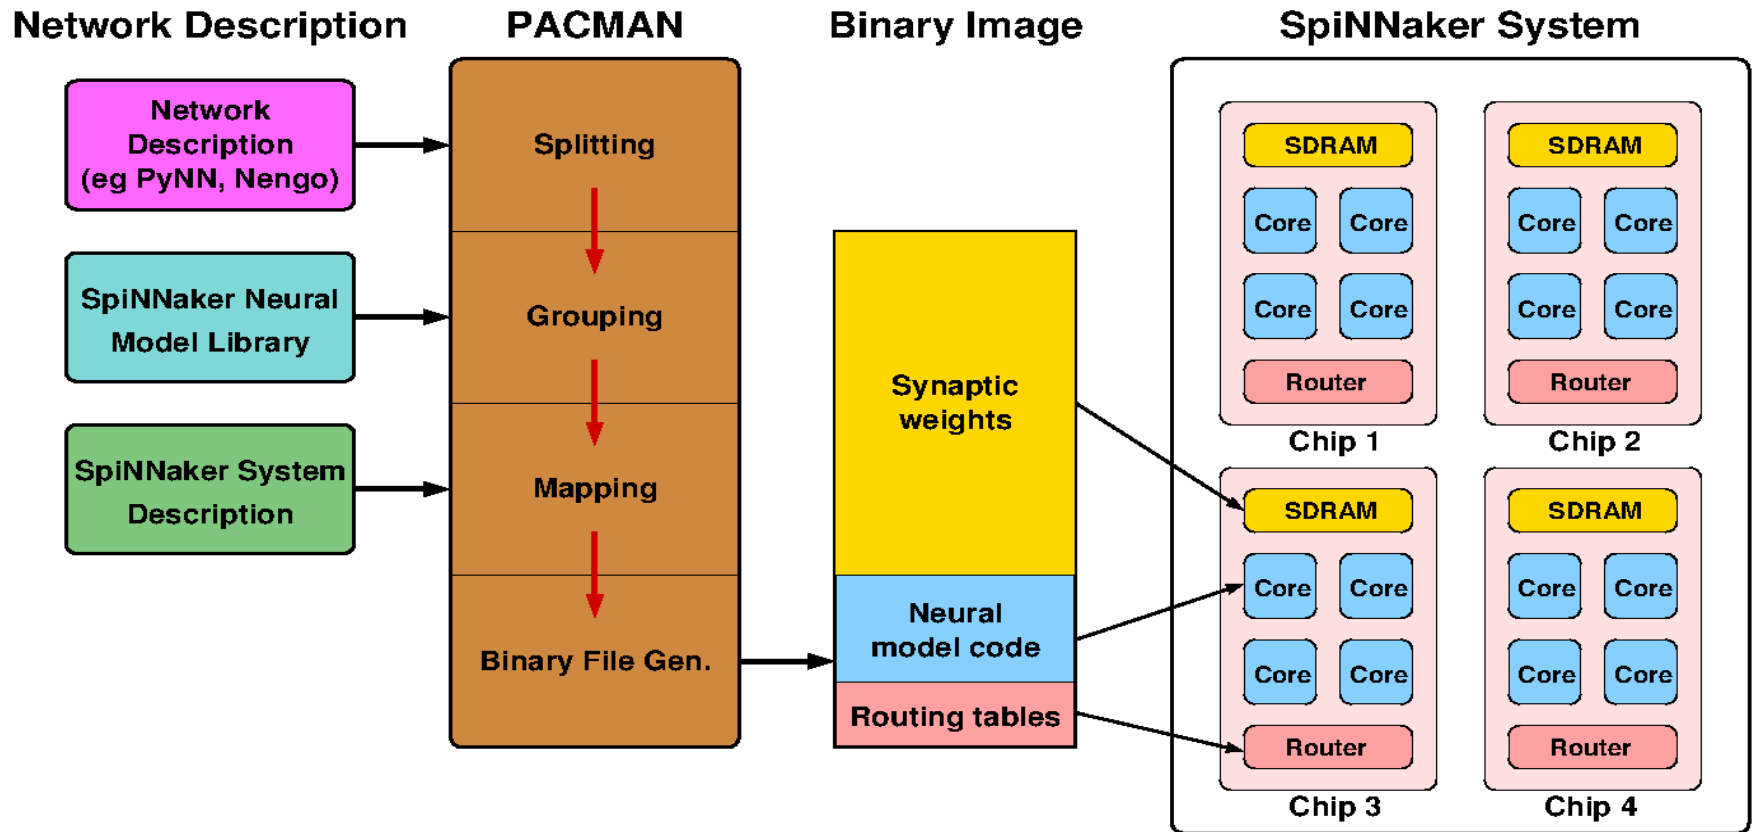 Network Description
PACMAN
Binary Image
SpiNNaker System
Network
Description
(eg PyNN, Nengo)
SpiNNaker Neural
Model Library
SpiNNaker System
Description
Splitting
Grouping
Mapping
Binary File Gen.
Synaptic
weights
Neural
model code
Routing tables
SDRAM
Core Core
Core Core
Router
Chip 1
SDRAM
Core Core
Core Core
Router
Chip 2
SDRAM
Core Core
Core Core
Router
Chip 3
SDRAM
Core Core
Core Core
Router
Chip 4